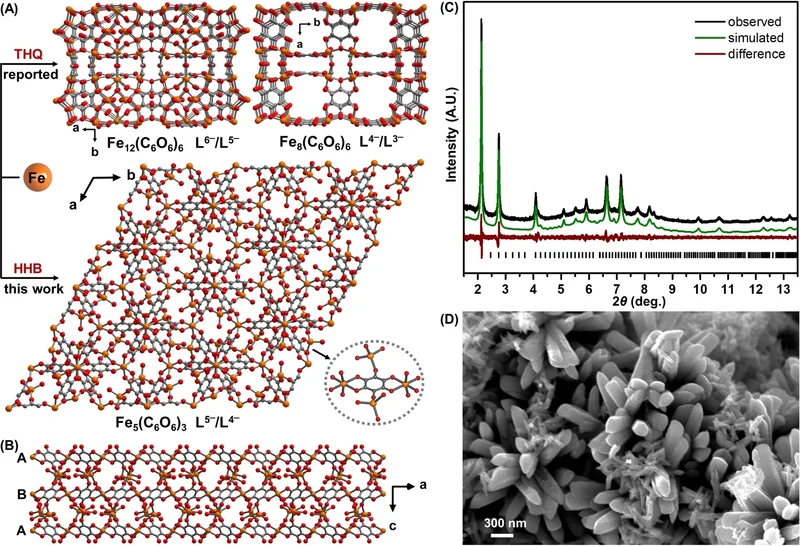 (A)
THQ
reported
a
b
Fe12(C6O6)6 L6–/L5–
b
a
Fe8(C6O6)6 L4–/L3–
Fe
b
a
HHB
this work
Fe5(C6O6)3 L5–/L4–
(B)
A
B
A
a
c
(C)
observed
simulated
difference
Intensity (A.U.)
2 3 4 5 6 7 8 9 10 11 12 13
2θ (deg.)
(D)
300 nm